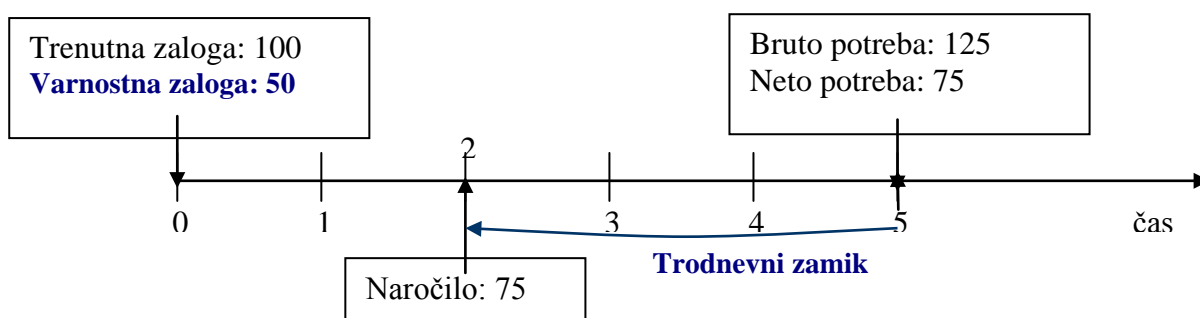 Trenutna zaloga: 100
Varnostna zaloga: 50
Bruto potreba: 125
Neto potreba: 75
2
0
1
3
4
5
čas
Trodnevni zamik
Naročilo: 75